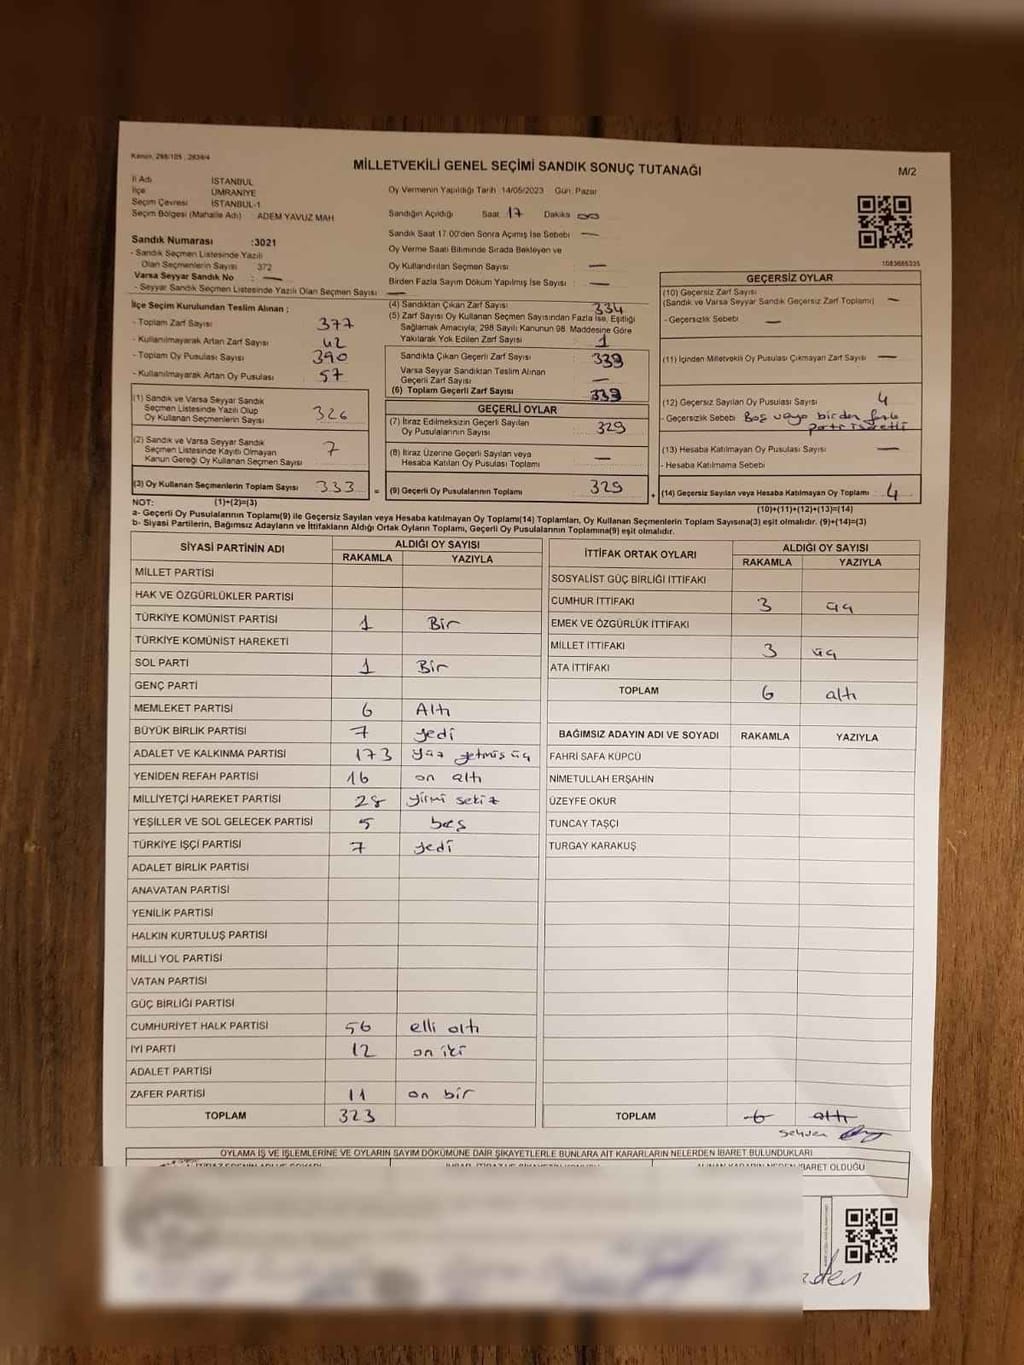 Kanun, 298/105 , 2834/4
MİLLETVEKİLİ GENEL SEÇİMİ SANDIK SONUÇ TUTANAĞI
M/2
İl Adı İSTANBUL
İlçe ÜMRANİYE
Seçim Çevresi İSTANBUL-1
Seçim Bölgesi (Mahalle Adı) ADEM YAVUZ MAH
Sandık Numarası :3021
- Sandık Seçmen Listesinde Yazılı
Olan Seçmenlerin Sayısı 372
Varsa Seyyar Sandık No : —
- Seyyar Sandık Seçmen Listesinde Yazılı Olan Seçmen Sayısı —
Oy Vermenin Yapıldığı Tarih :14/05/2023 Gün: Pazar
Sandığın Açıldığı Saat 17 Dakika 00
Sandık Saat 17:00'den Sonra Açımış İse Sebebi —
Oy Verme Saati Bitiminde Sırada Bekleyen ve
Oy Kullandırılan Seçmen Sayısı —
Birden Fazla Sayım Döküm Yapılmış İse Sayısı —
1083665335
İlçe Seçim Kurulundan Teslim Alınan ;
- Toplam Zarf Sayısı 377
- Kullanılmayarak Artan Zarf Sayısı 42
- Toplam Oy Pusulası Sayısı 390
- Kullanılmayarak Artan Oy Pusulası 57
(1) Sandık ve Varsa Seyyar Sandık
Seçmen Listesinde Yazılı Olup
Oy Kullanan Seçmenlerin Sayısı 326
(2) Sandık ve Varsa Seyyar Sandık
Seçmen Listesinde Kayıtlı Olmayan
Kanun Gereği Oy Kullanan Seçmen Sayısı 7
(3) Oy Kullanan Seçmenlerin Toplam Sayısı 333 =
(4) Sandıktan Çıkan Zarf Sayısı 334
(5) Zarf Sayısı Oy Kullanan Seçmen Sayısından Fazla İse, Eşitliği
Sağlamak Amacıyla, 298 Sayılı Kanunun 98. Maddesine Göre
Yakılarak Yok Edilen Zarf Sayısı 1
Sandıkta Çıkan Geçerli Zarf Sayısı 333
Varsa Seyyar Sandıktan Teslim Alınan
Geçerli Zarf Sayısı —
(6) Toplam Geçerli Zarf Sayısı 333
GEÇERLİ OYLAR
(7) İtiraz Edilmeksizin Geçerli Sayılan
Oy Pusulalarının Sayısı 329
(8) İtiraz Üzerine Geçerli Sayılan veya
Hesaba Katılan Oy Pusulası Toplamı —
(9) Geçerli Oy Pusulalarının Toplamı 329 +
GEÇERSİZ OYLAR
(10) Geçersiz Zarf Sayısı
(Sandık ve Varsa Seyyar Sandık Geçersiz Zarf Toplamı) —
- Geçersizlik Sebebi —
(11) İçinden Milletvekili Oy Pusulası Çıkmayan Zarf Sayısı —
(12) Geçersiz Sayılan Oy Pusulası Sayısı 4
- Geçersizlik Sebebi Boş veya birden fazla
parti işaretli
(13) Hesaba Katılmayan Oy Pusulası Sayısı —
- Hesaba Katılmama Sebebi
(14) Geçersiz Sayılan veya Hesaba Katılmayan Oy Toplamı 4
NOT: (1)+(2)=(3) (10)+(11)+(12)+(13)=(14)
a- Geçerli Oy Pusulalarının Toplamı(9) ile Geçersiz Sayılan veya Hesaba katılmayan Oy Toplamı(14) Toplamları, Oy Kullanan Seçmenlerin Toplam Sayısına(3) eşit olmalıdır. (9)+(14)=(3)
b- Siyasi Partilerin, Bağımsız Adayların ve İttifakların Aldığı Ortak Oyların Toplamı, Geçerli Oy Pusulalarının Toplamına(9) eşit olmalıdır.
SİYASİ PARTİNİN ADI ALDIĞI OY SAYISI
RAKAMLA YAZIYLA
MİLLET PARTİSİ
HAK VE ÖZGÜRLÜKLER PARTİSİ
TÜRKİYE KOMÜNİST PARTİSİ 1 Bir
TÜRKİYE KOMÜNİST HAREKETİ
SOL PARTİ 1 Bir
GENÇ PARTİ
MEMLEKET PARTİSİ 6 Altı
BÜYÜK BİRLİK PARTİSİ 7 yedi
ADALET VE KALKINMA PARTİSİ 173 yüz yetmiş üç
YENİDEN REFAH PARTİSİ 16 on altı
MİLLİYETÇİ HAREKET PARTİSİ 28 yirmi sekiz
YEŞİLLER VE SOL GELECEK PARTİSİ 5 beş
TÜRKİYE İŞÇİ PARTİSİ 7 yedi
ADALET BİRLİK PARTİSİ
ANAVATAN PARTİSİ
YENİLİK PARTİSİ
HALKIN KURTULUŞ PARTİSİ
MİLLİ YOL PARTİSİ
VATAN PARTİSİ
GÜÇ BİRLİĞİ PARTİSİ
CUMHURİYET HALK PARTİSİ 56 elli altı
İYİ PARTİ 12 on iki
ADALET PARTİSİ
ZAFER PARTİSİ 11 on bir
TOPLAM 323
İTTİFAK ORTAK OYLARI ALDIĞI OY SAYISI
RAKAMLA YAZIYLA
SOSYALİST GÜÇ BİRLİĞİ İTTİFAKI
CUMHUR İTTİFAKI 3 üç
EMEK VE ÖZGÜRLÜK İTTİFAKI
MİLLET İTTİFAKI 3 üç
ATA İTTİFAKI
TOPLAM 6 altı
BAĞIMSIZ ADAYIN ADI VE SOYADI RAKAMLA YAZIYLA
FAHRİ SAFA KÜPCÜ
NİMETULLAH ERŞAHİN
ÜZEYFE OKUR
TUNCAY TAŞÇI
TURGAY KARAKUŞ
TOPLAM 6 altı
sehven
OYLAMA İŞ VE İŞLEMLERİNE VE OYLARIN SAYIM DÖKÜMÜNE DAİR ŞİKAYETLERLE BUNLARA AİT KARARLARIN NELERDEN İBARET BULUNDUKLARI
İBARET OLDUĞU